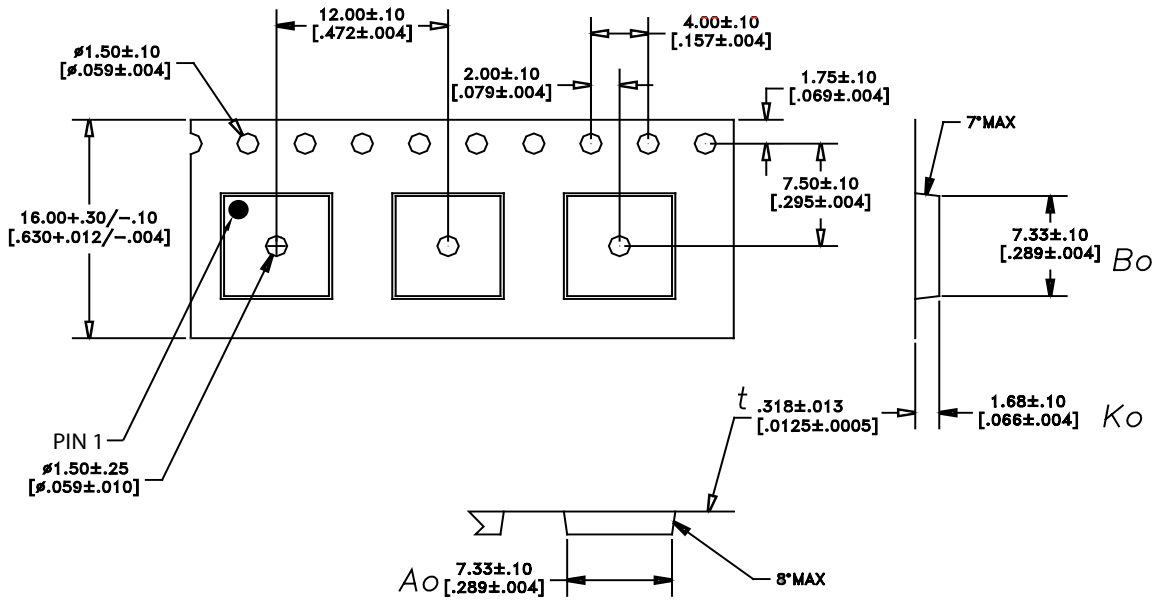 12.00±.10
[.472±.004]
4.00±.10
[.157±.004]
ø1.50±.10
[ø.059±.004]
2.00±.10
[.079±.004]
1.75±.10
[.069±.004]
7°MAX
16.00+.30/-.10
[.630+.012/-.004]
7.50±.10
[.295±.004]
7.33±.10
[.289±.004]
Bo
t
.318±.013
[.0125±.0005]
1.68±.10
[.066±.004]
Ko
PIN 1
ø1.50±.25
[ø.059±.010]
Ao
7.33±.10
[.289±.004]
8°MAX